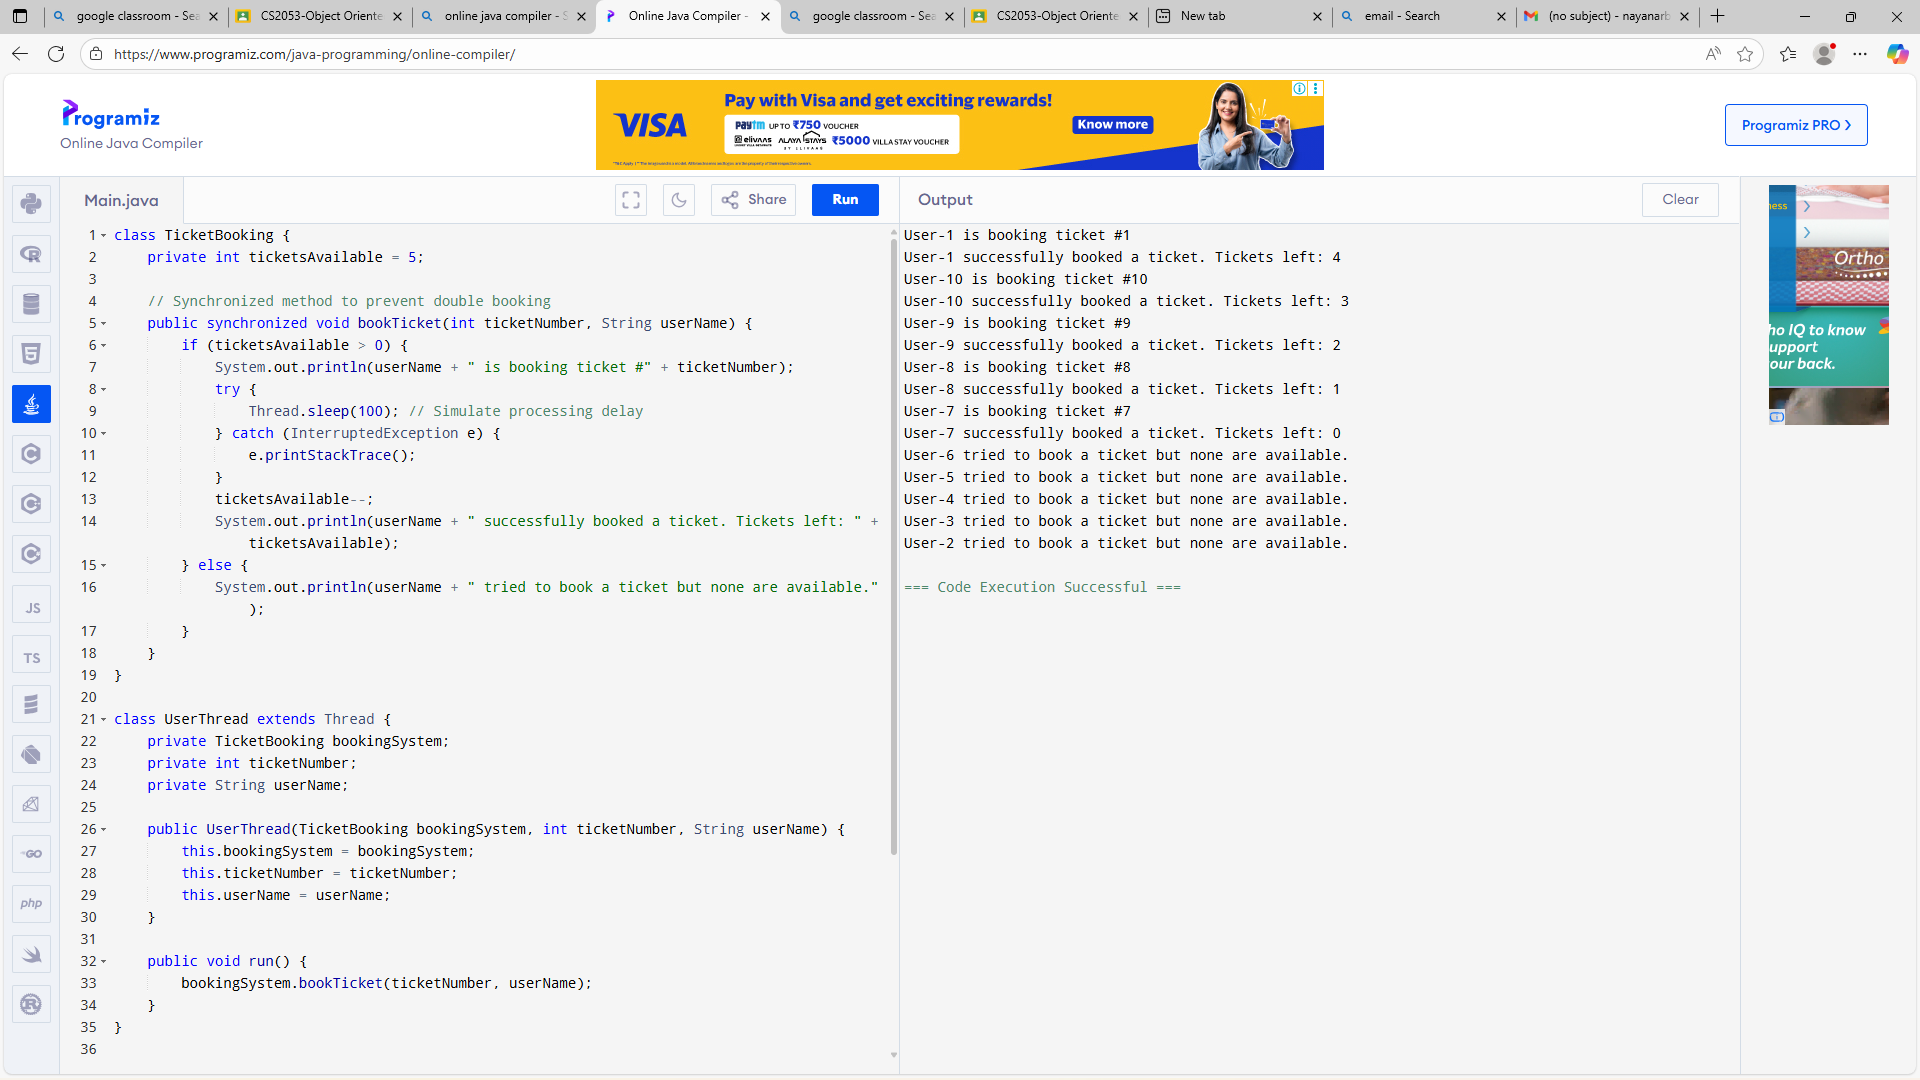 google classroom - Sea
CS2053-Object Oriente
online java compiler - S
Online Java Compiler -
google classroom - Sea
CS2053-Object Oriente
New tab
email - Search
(no subject) - nayanarb
https://www.programiz.com/java-programming/online-compiler/
Programiz
Online Java Compiler
VISA
Pay with Visa and get exciting rewards!
paytm UP TO ₹750 VOUCHER
elivaas ALAYA STAYS BY ELIVAAS ₹5000 VILLA STAY VOUCHER
Know more
Programiz PRO >
Main.java
Share
Run
Output
Clear
1 class TicketBooking {
2     private int ticketsAvailable = 5;
3
4     // Synchronized method to prevent double booking
5     public synchronized void bookTicket(int ticketNumber, String userName) {
6         if (ticketsAvailable > 0) {
7             System.out.println(userName + " is booking ticket #" + ticketNumber);
8             try {
9                 Thread.sleep(100); // Simulate processing delay
10             } catch (InterruptedException e) {
11                 e.printStackTrace();
12             }
13             ticketsAvailable--;
14             System.out.println(userName + " successfully booked a ticket. Tickets left: " +
ticketsAvailable);
15         } else {
16             System.out.println(userName + " tried to book a ticket but none are available."
);
17         }
18     }
19 }
20
21 class UserThread extends Thread {
22     private TicketBooking bookingSystem;
23     private int ticketNumber;
24     private String userName;
25
26     public UserThread(TicketBooking bookingSystem, int ticketNumber, String userName) {
27         this.bookingSystem = bookingSystem;
28         this.ticketNumber = ticketNumber;
29         this.userName = userName;
30     }
31
32     public void run() {
33         bookingSystem.bookTicket(ticketNumber, userName);
34     }
35 }
36
User-1 is booking ticket #1
User-1 successfully booked a ticket. Tickets left: 4
User-10 is booking ticket #10
User-10 successfully booked a ticket. Tickets left: 3
User-9 is booking ticket #9
User-9 successfully booked a ticket. Tickets left: 2
User-8 is booking ticket #8
User-8 successfully booked a ticket. Tickets left: 1
User-7 is booking ticket #7
User-7 successfully booked a ticket. Tickets left: 0
User-6 tried to book a ticket but none are available.
User-5 tried to book a ticket but none are available.
User-4 tried to book a ticket but none are available.
User-3 tried to book a ticket but none are available.
User-2 tried to book a ticket but none are available.
=== Code Execution Successful ===
JS
TS
GO
php
ness
Ortho
ho IQ to know
upport
our back.